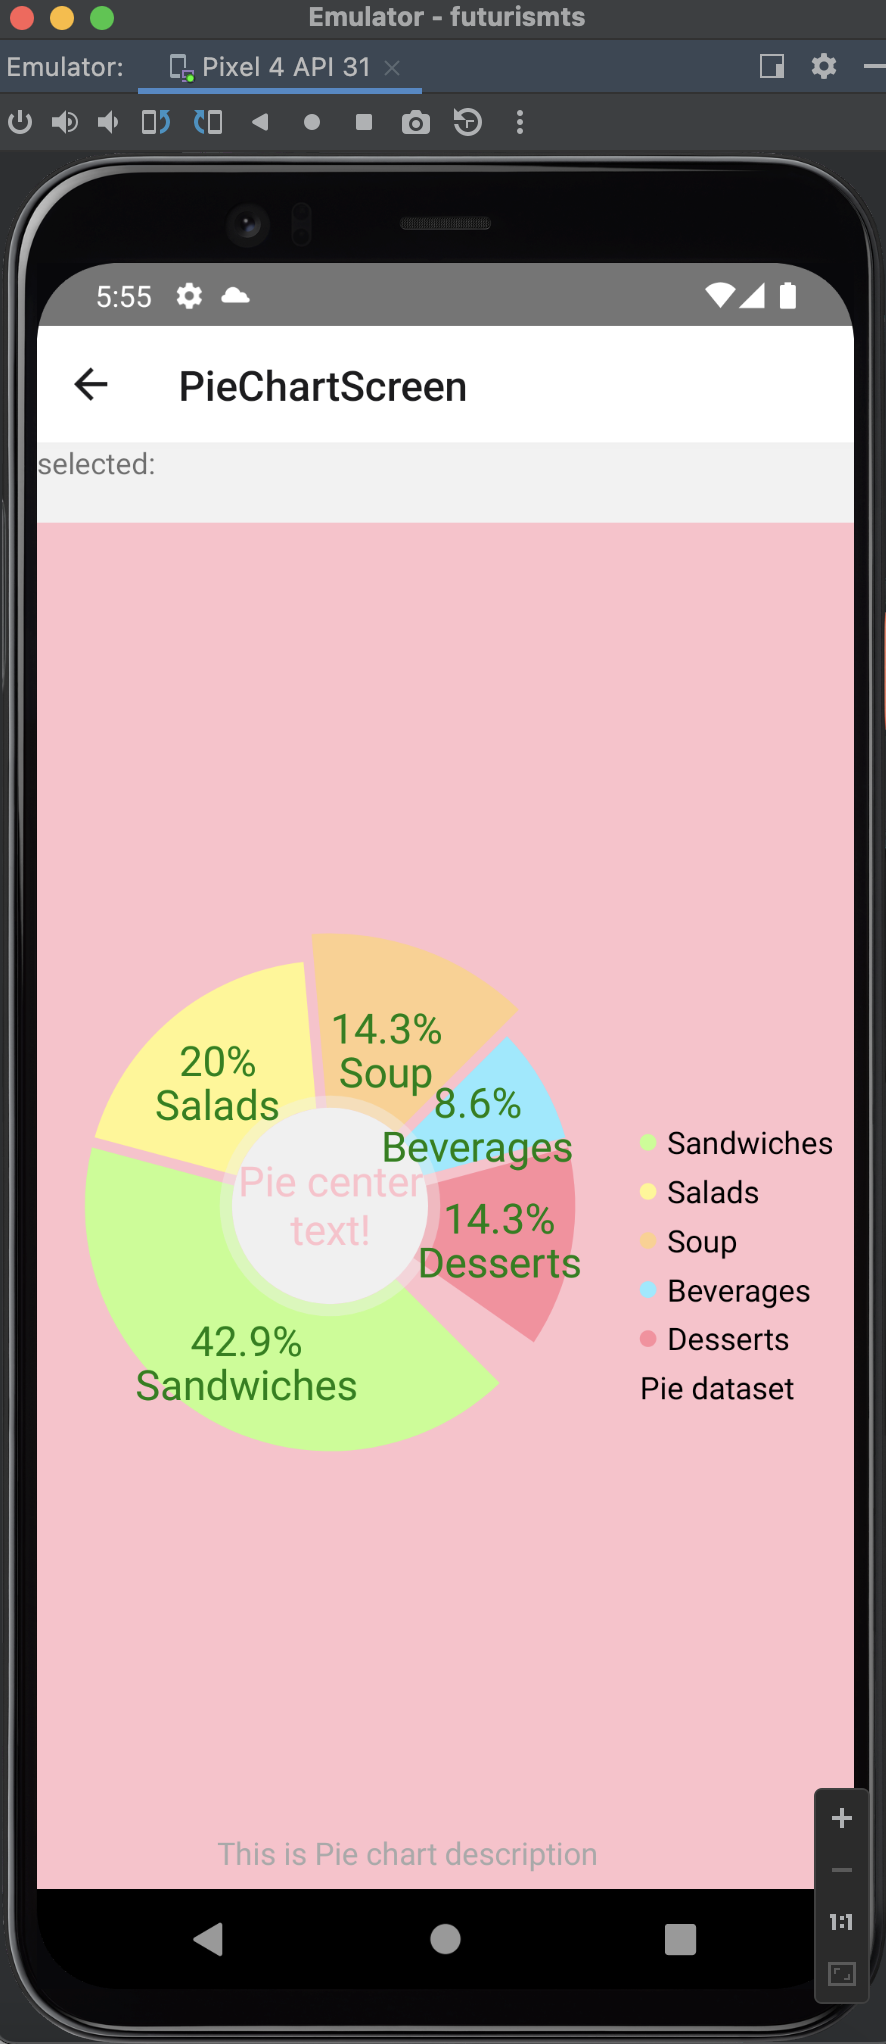 Emulator - futurismts
Emulator: Pixel 4 API 31
5:55
PieChartScreen
selected:
14.3%
Soup
20%
Salads
8.6%
Beverages
Pie center
text!
14.3%
Desserts
42.9%
Sandwiches
Sandwiches
Salads
Soup
Beverages
Desserts
Pie dataset
This is Pie chart description
1:1